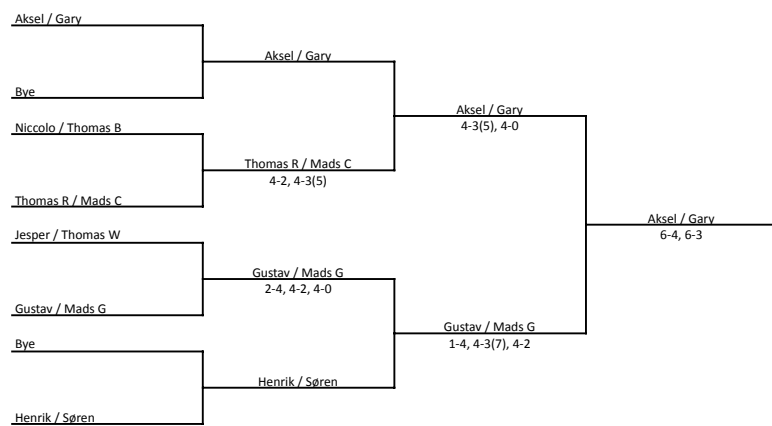 Aksel / Gary
Bye
Niccolo / Thomas B
Thomas R / Mads C
Jesper / Thomas W
Gustav / Mads G
Bye
Henrik / Søren
Aksel / Gary
Thomas R / Mads C
4-2, 4-3(5)
Gustav / Mads G
2-4, 4-2, 4-0
Henrik / Søren
Aksel / Gary
4-3(5), 4-0
Gustav / Mads G
1-4, 4-3(7), 4-2
Aksel / Gary
6-4, 6-3